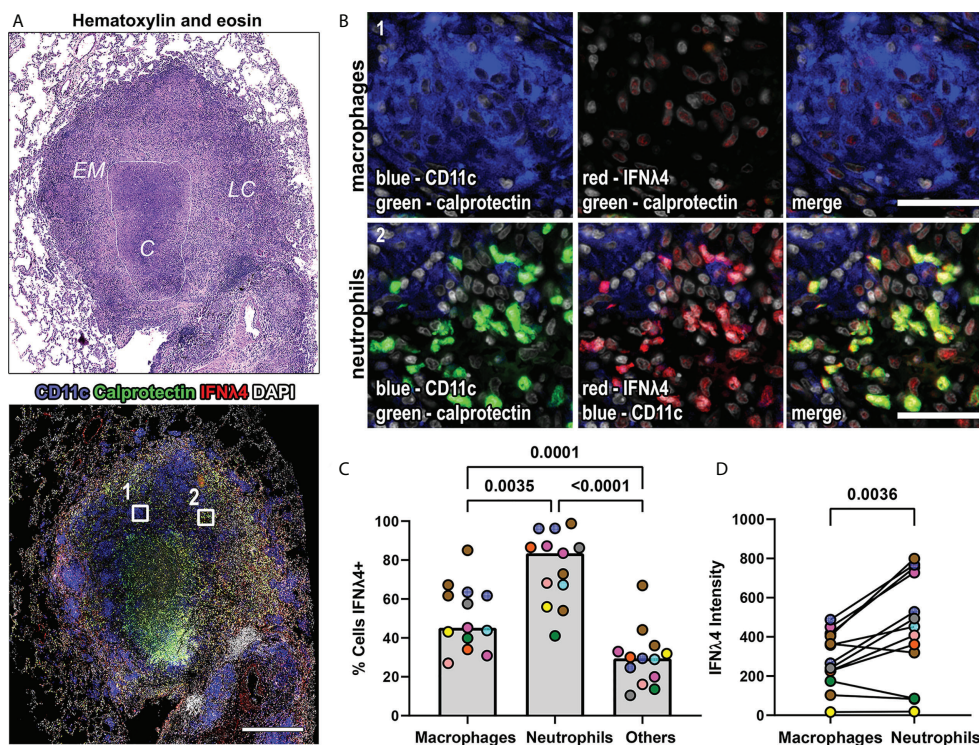 A
Hematoxylin and eosin
EM
LC
C
CD11c Calprotectin IFNλ4 DAPI
1
2
B
macrophages
1
blue - CD11c
green - calprotectin
red - IFNλ4
green - calprotectin
merge
neutrophils
2
blue - CD11c
green - calprotectin
red - IFNλ4
blue - CD11c
merge
C
0.0001
0.0035
<0.0001
% Cells IFNλ4+
100
80
60
40
20
0
Macrophages
Neutrophils
Others
D
0.0036
IFNλ4 Intensity
1000
800
600
400
200
0
Macrophages
Neutrophils